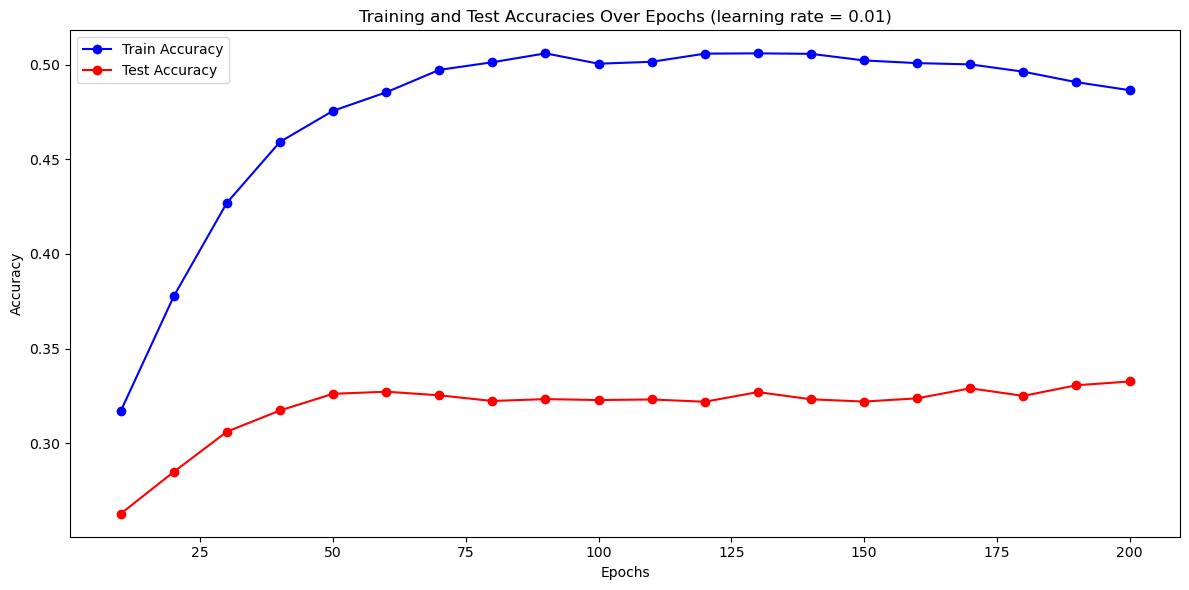 Training and Test Accuracies Over Epochs (learning rate = 0.01)
Train Accuracy
Test Accuracy
0.50
0.45
0.40
0.35
0.30
Accuracy
25
50
75
100
125
150
175
200
Epochs